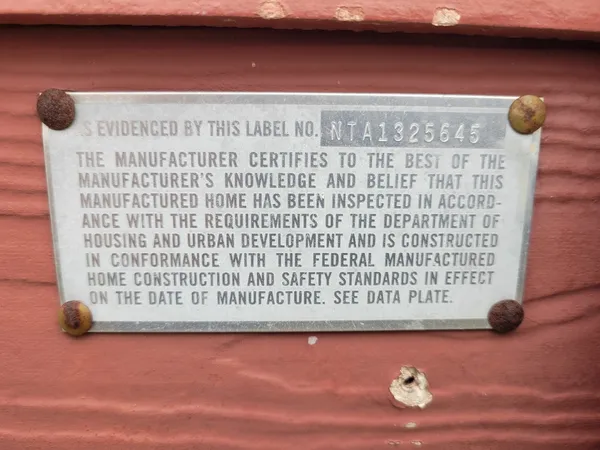 S EVIDENCED BY THIS LABEL NO. NTA1325645
THE MANUFACTURER CERTIFIES TO THE BEST OF THE
MANUFACTURER'S KNOWLEDGE AND BELIEF THAT THIS
MANUFACTURED HOME HAS BEEN INSPECTED IN ACCORD-
ANCE WITH THE REQUIREMENTS OF THE DEPARTMENT OF
HOUSING AND URBAN DEVELOPMENT AND IS CONSTRUCTED
IN CONFORMANCE WITH THE FEDERAL MANUFACTURED
HOME CONSTRUCTION AND SAFETY STANDARDS IN EFFECT
ON THE DATE OF MANUFACTURE. SEE DATA PLATE.